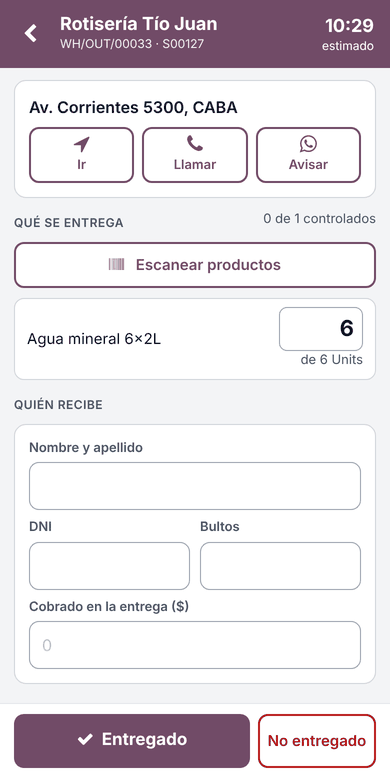 Rotisería Tío Juan
10:29
WH/OUT/00033 · S00127
estimado
Av. Corrientes 5300, CABA
Ir
Llamar
Avisar
QUÉ SE ENTREGA
0 de 1 controlados
Escanear productos
Agua mineral 6×2L
6
de 6 Units
QUIÉN RECIBE
Nombre y apellido
DNI
Bultos
Cobrado en la entrega ($)
0
Entregado
No entregado